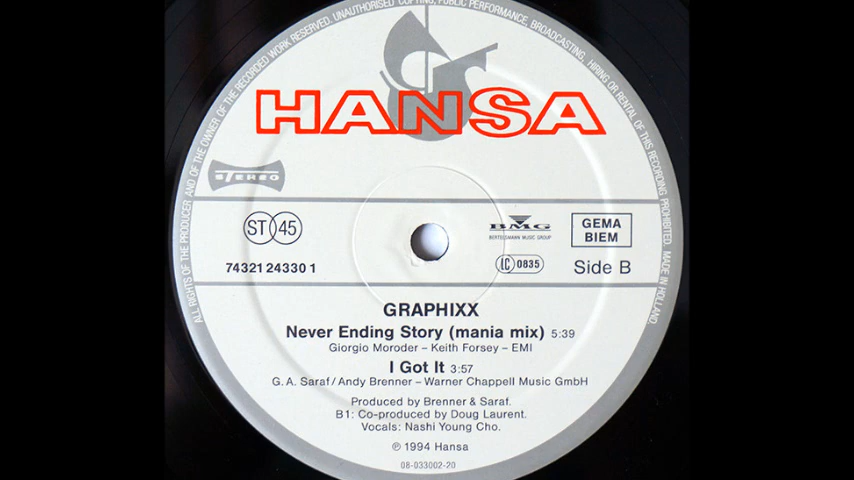 ALL RIGHTS OF THE PRODUCER AND OF THE OWNER OF THE RECORDED WORK RESERVED. UNAUTHORISED COPYING, PUBLIC PERFORMANCE, BROADCASTING, HIRING OR RENTAL OF THIS RECORDING PROHIBITED. MADE IN HOLLAND.
HANSA
STEREO
ST 45
BMG
BERTELSMANN MUSIC GROUP
GEMA
BIEM
74321 24330 1
LC 0835
Side B
GRAPHIXX
Never Ending Story (mania mix) 5:39
Giorgio Moroder – Keith Forsey – EMI
I Got It 3:57
G. A. Saraf / Andy Brenner – Warner Chappell Music GmbH
Produced by Brenner & Saraf.
B1: Co-produced by Doug Laurent.
Vocals: Nashi Young Cho.
℗ 1994 Hansa
08-033002-20